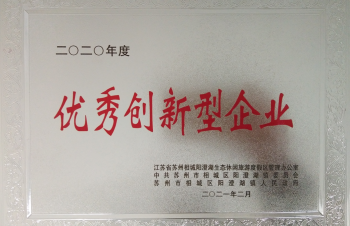 二〇二〇年度
优秀创新型企业
江苏省苏州相城阳澄湖生态休闲旅游度假区管理办公室
中共苏州市相城区阳澄湖镇委员会
苏州市相城区阳澄湖镇人民政府
二〇二一年二月